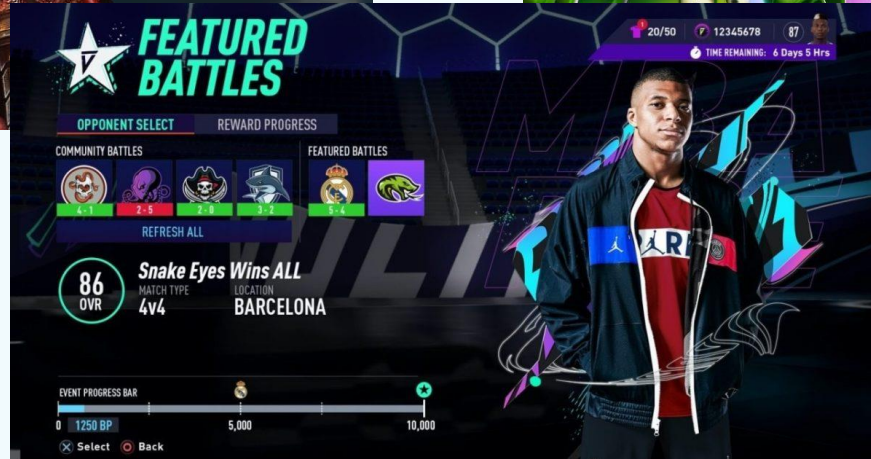 FEATURED
BATTLES
1
20/50
12345678
87
TIME REMAINING: 6 Days 5 Hrs
OPPONENT SELECT
REWARD PROGRESS
COMMUNITY BATTLES
FEATURED BATTLES
4 - 1
2 - 5
2 - 0
3 - 2
5 - 4
REFRESH ALL
86
OVR
Snake Eyes Wins ALL
MATCH TYPE
LOCATION
4v4
BARCELONA
EVENT PROGRESS BAR
0
1250 BP
5,000
10,000
Select
Back